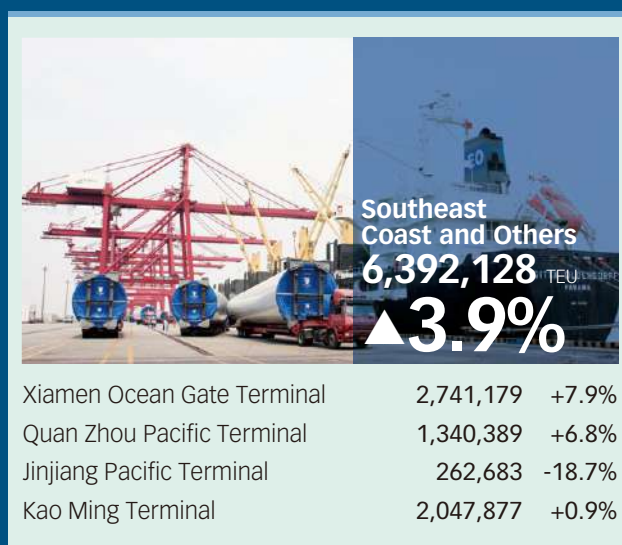 Southeast
Coast and Others
6,392,128 TEU
▲3.9%
Xiamen Ocean Gate Terminal 2,741,179 +7.9%
Quan Zhou Pacific Terminal 1,340,389 +6.8%
Jinjiang Pacific Terminal 262,683 -18.7%
Kao Ming Terminal 2,047,877 +0.9%